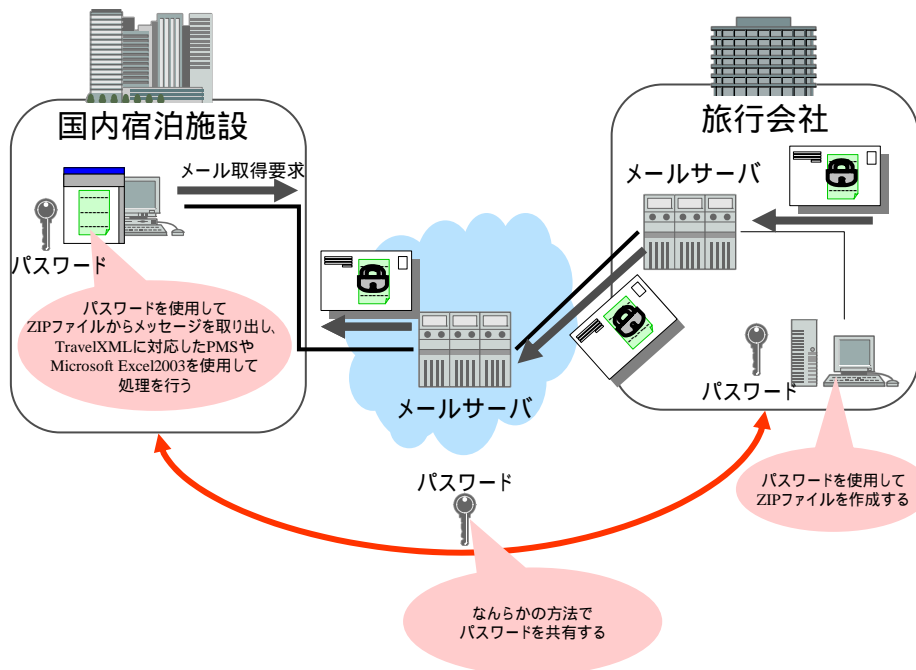 国内宿泊施設
メール取得要求
パスワード
パスワードを使用して
ZIPファイルからメッセージを取り出し、
TravelXMLに対応したPMSや
Microsoft Excel2003を使用して
処理を行う
メールサーバ
旅行会社
メールサーバ
パスワード
パスワードを使用して
ZIPファイルを作成する
パスワード
なんらかの方法で
パスワードを共有する